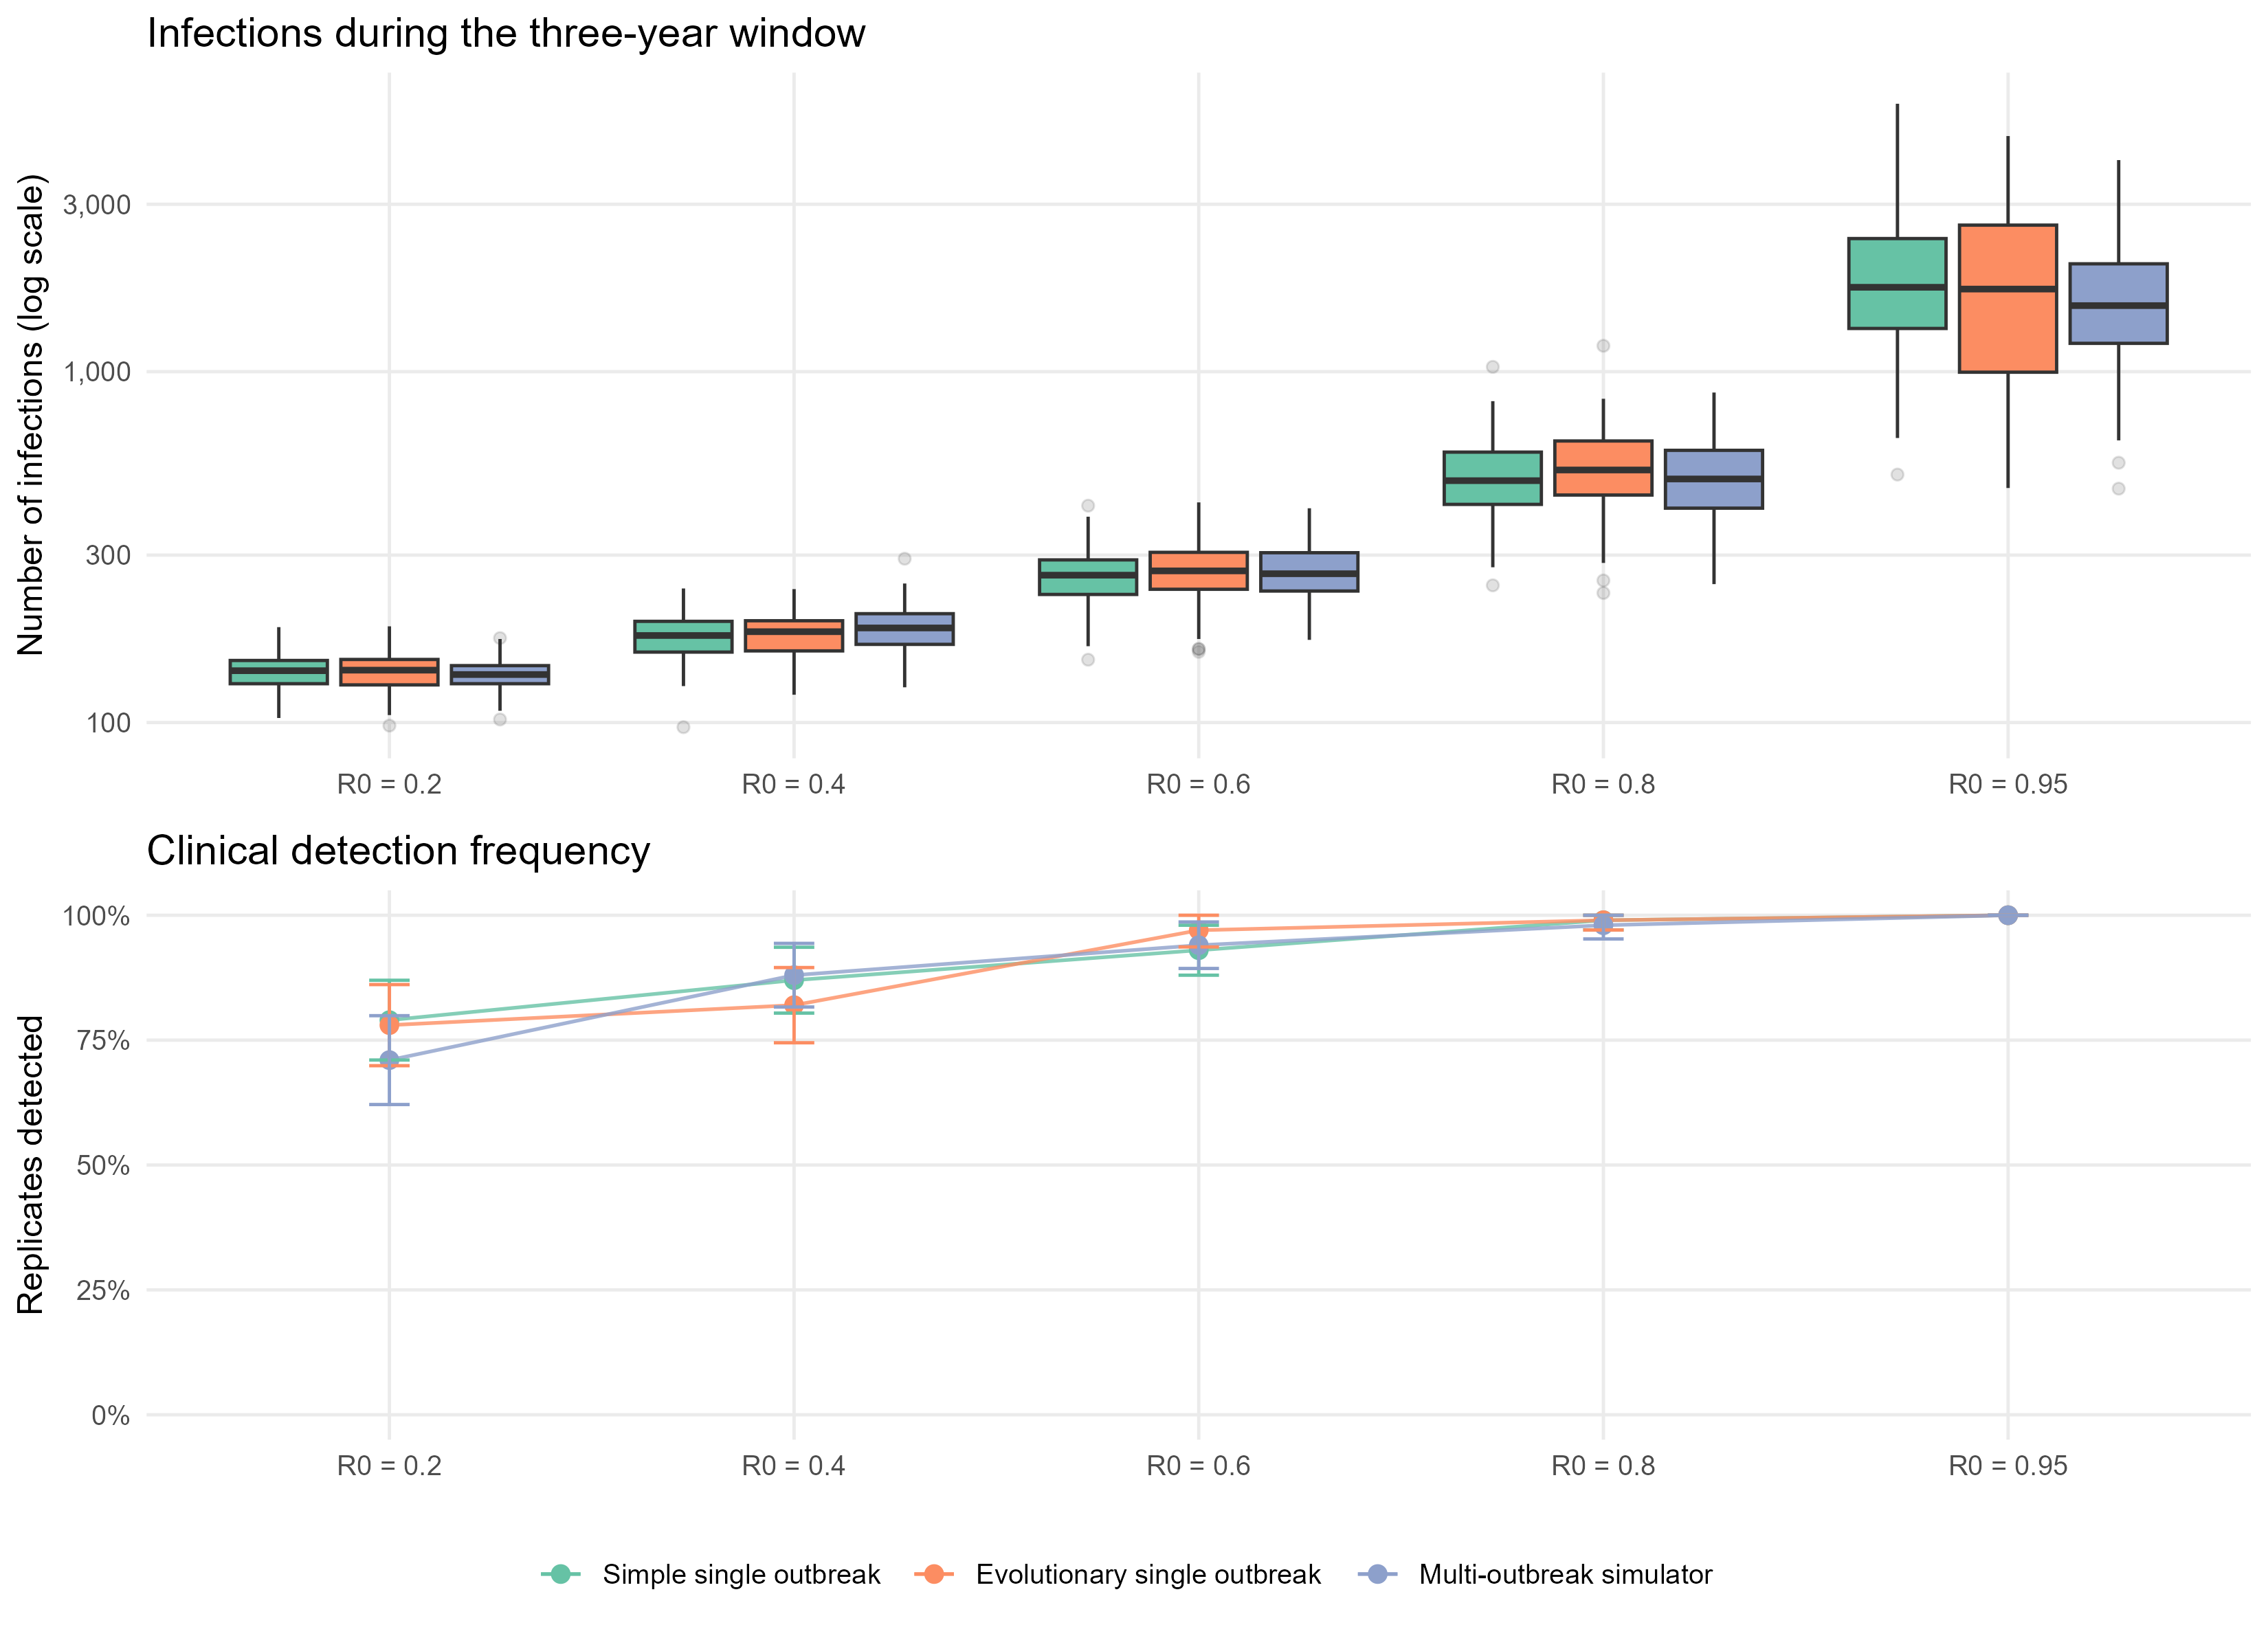 Infections during the three-year window
Number of infections (log scale)
3,000
1,000
300
100
R0 = 0.2
R0 = 0.4
R0 = 0.6
R0 = 0.8
R0 = 0.95
Clinical detection frequency
Replicates detected
100%
75%
50%
25%
0%
R0 = 0.2
R0 = 0.4
R0 = 0.6
R0 = 0.8
R0 = 0.95
Simple single outbreak
Evolutionary single outbreak
Multi-outbreak simulator